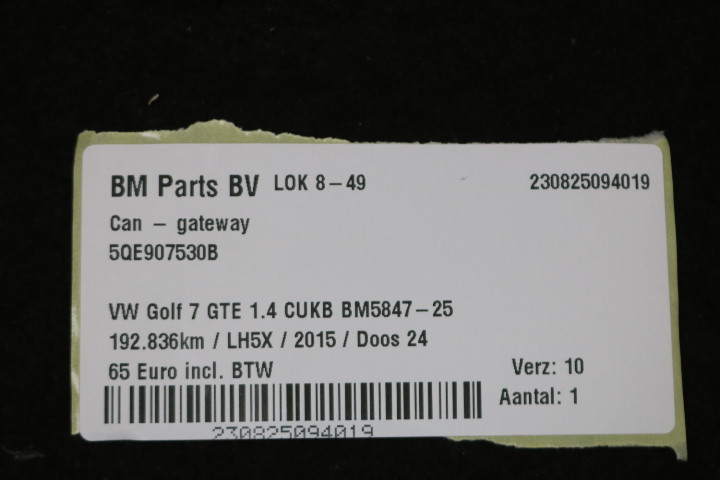 BM Parts BV LOK 8-49 230825094019
Can - gateway
5QE907530B
VW Golf 7 GTE 1.4 CUKB BM5847-25
192.836km / LH5X / 2015 / Doos 24
65 Euro incl. BTW Verz: 10
Aantal: 1
230825094019